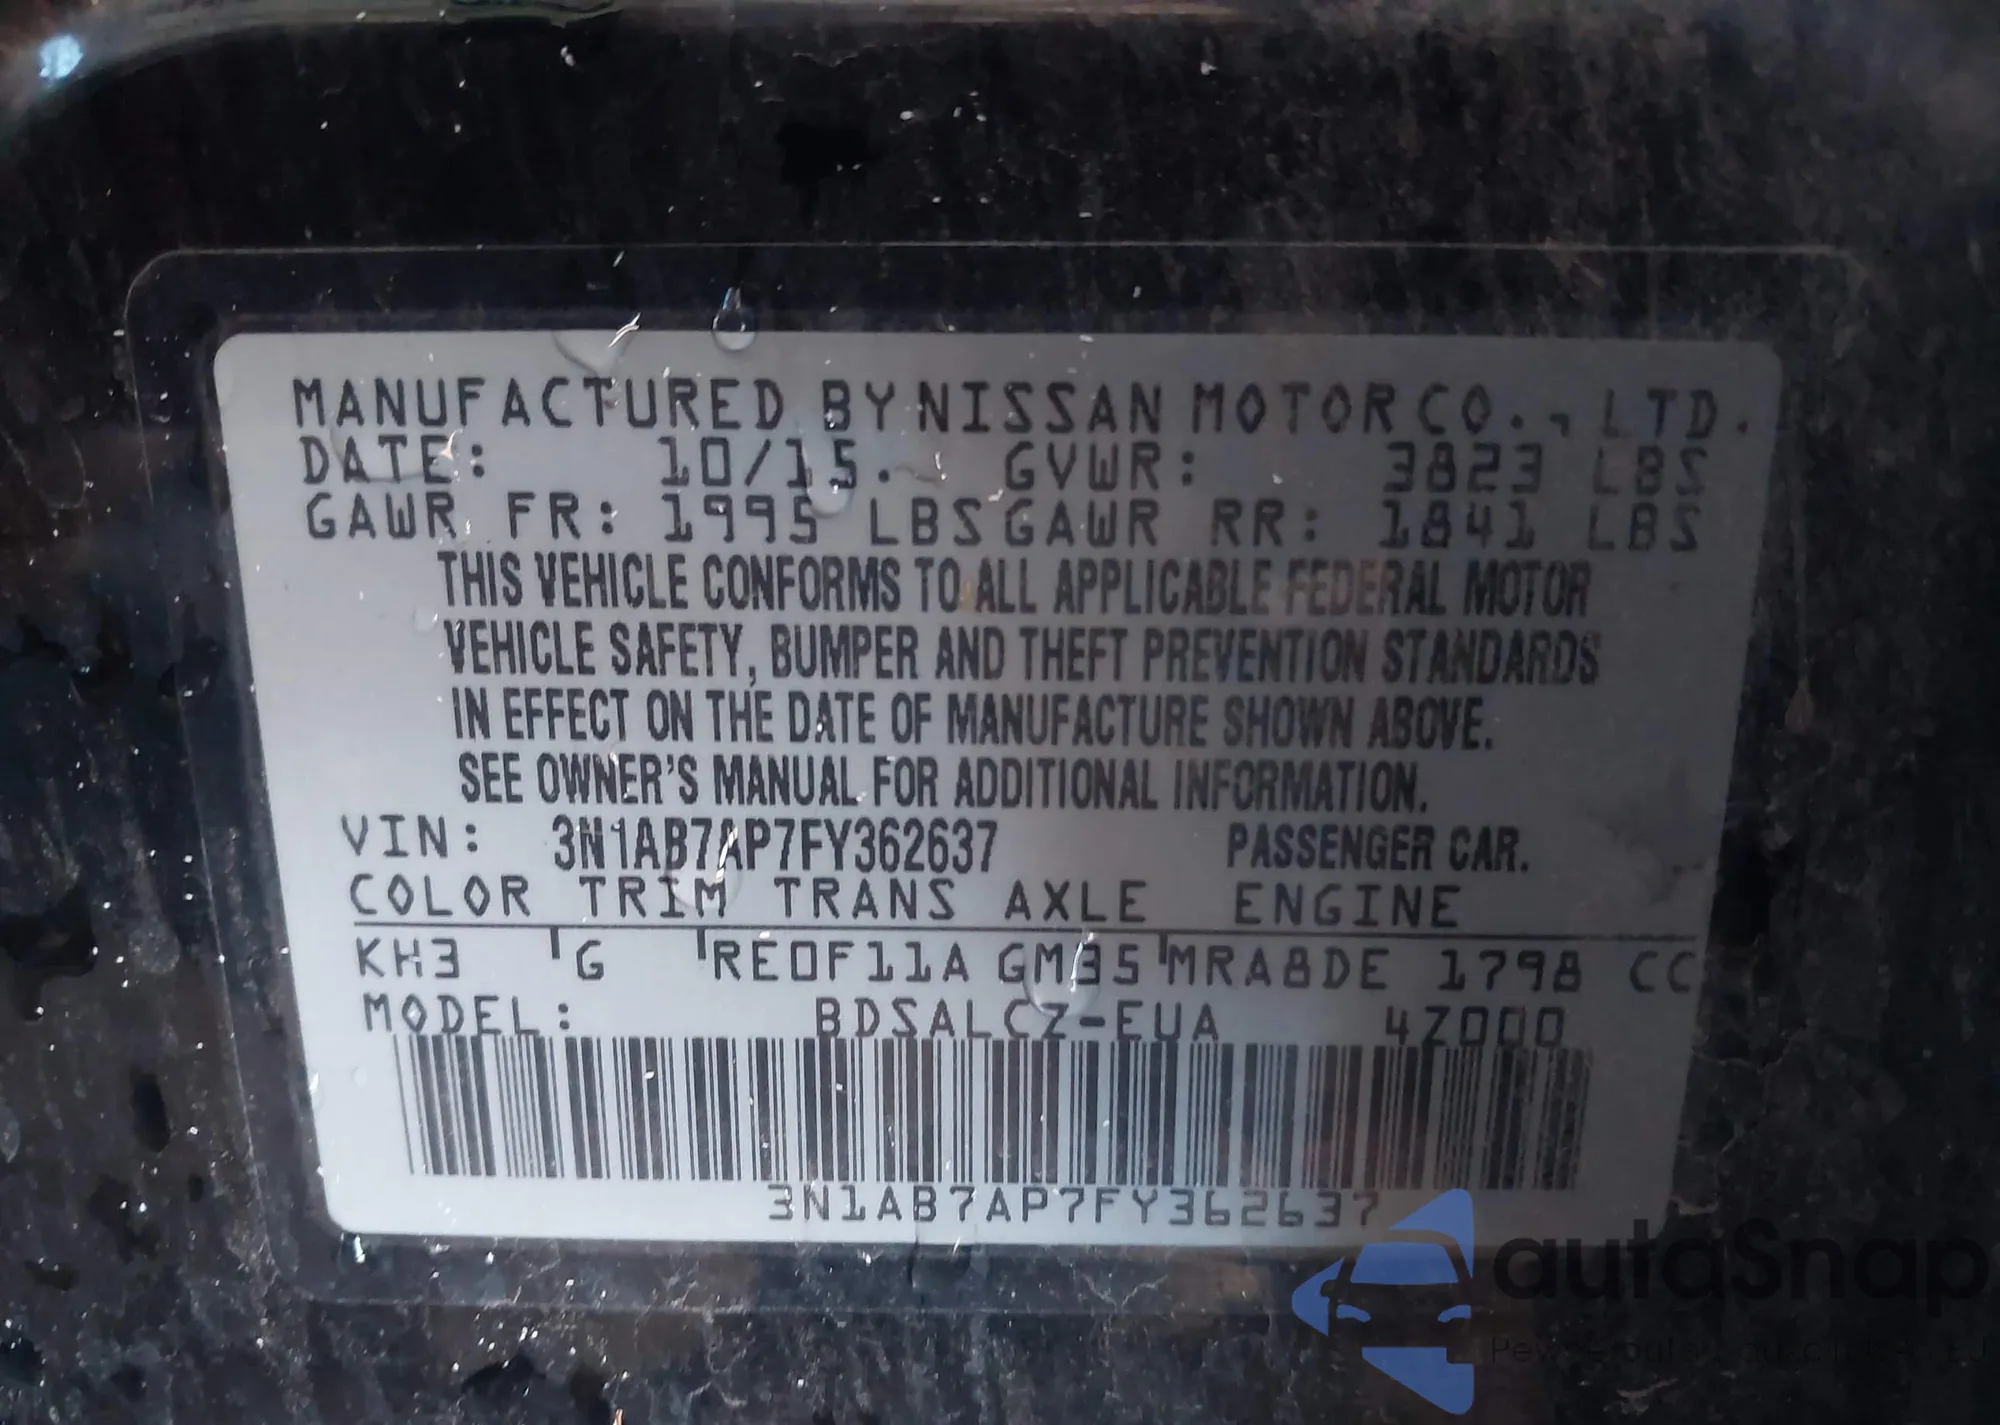 MANUFACTURED BY NISSAN MOTOR CO., LTD.
DATE: 10/15. GVWR: 3823 LBS
GAWR FR: 1995 LBS GAWR RR: 1841 LBS
THIS VEHICLE CONFORMS TO ALL APPLICABLE FEDERAL MOTOR
VEHICLE SAFETY, BUMPER AND THEFT PREVENTION STANDARDS
IN EFFECT ON THE DATE OF MANUFACTURE SHOWN ABOVE.
SEE OWNER'S MANUAL FOR ADDITIONAL INFORMATION.
VIN: 3N1AB7AP7FY362637 PASSENGER CAR.
COLOR TRIM TRANS AXLE ENGINE
KH3 G RE0F11A GM35 MRA8DE 1798 CC
MODEL: BDSALCZ-EUA 4Z000
3N1AB7AP7FY362637
autaSnap